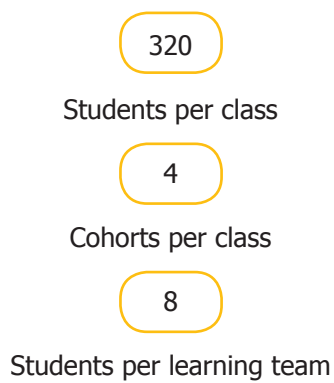 320
Students per class
4
Cohorts per class
8
Students per learning team